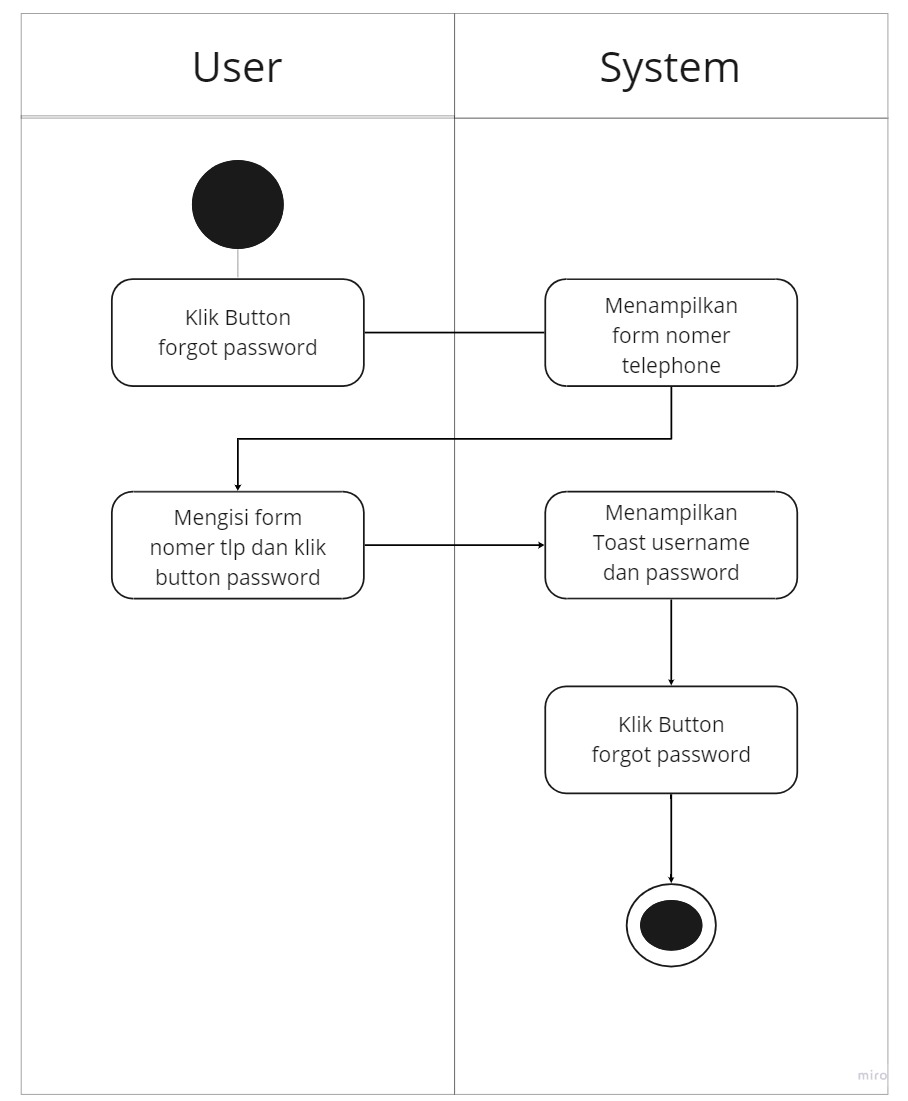 User
System
Klik Button
forgot password
Menampilkan
form nomer
telephone
Mengisi form
nomer tlp dan klik
button password
Menampilkan
Toast username
dan password
Klik Button
forgot password
miro